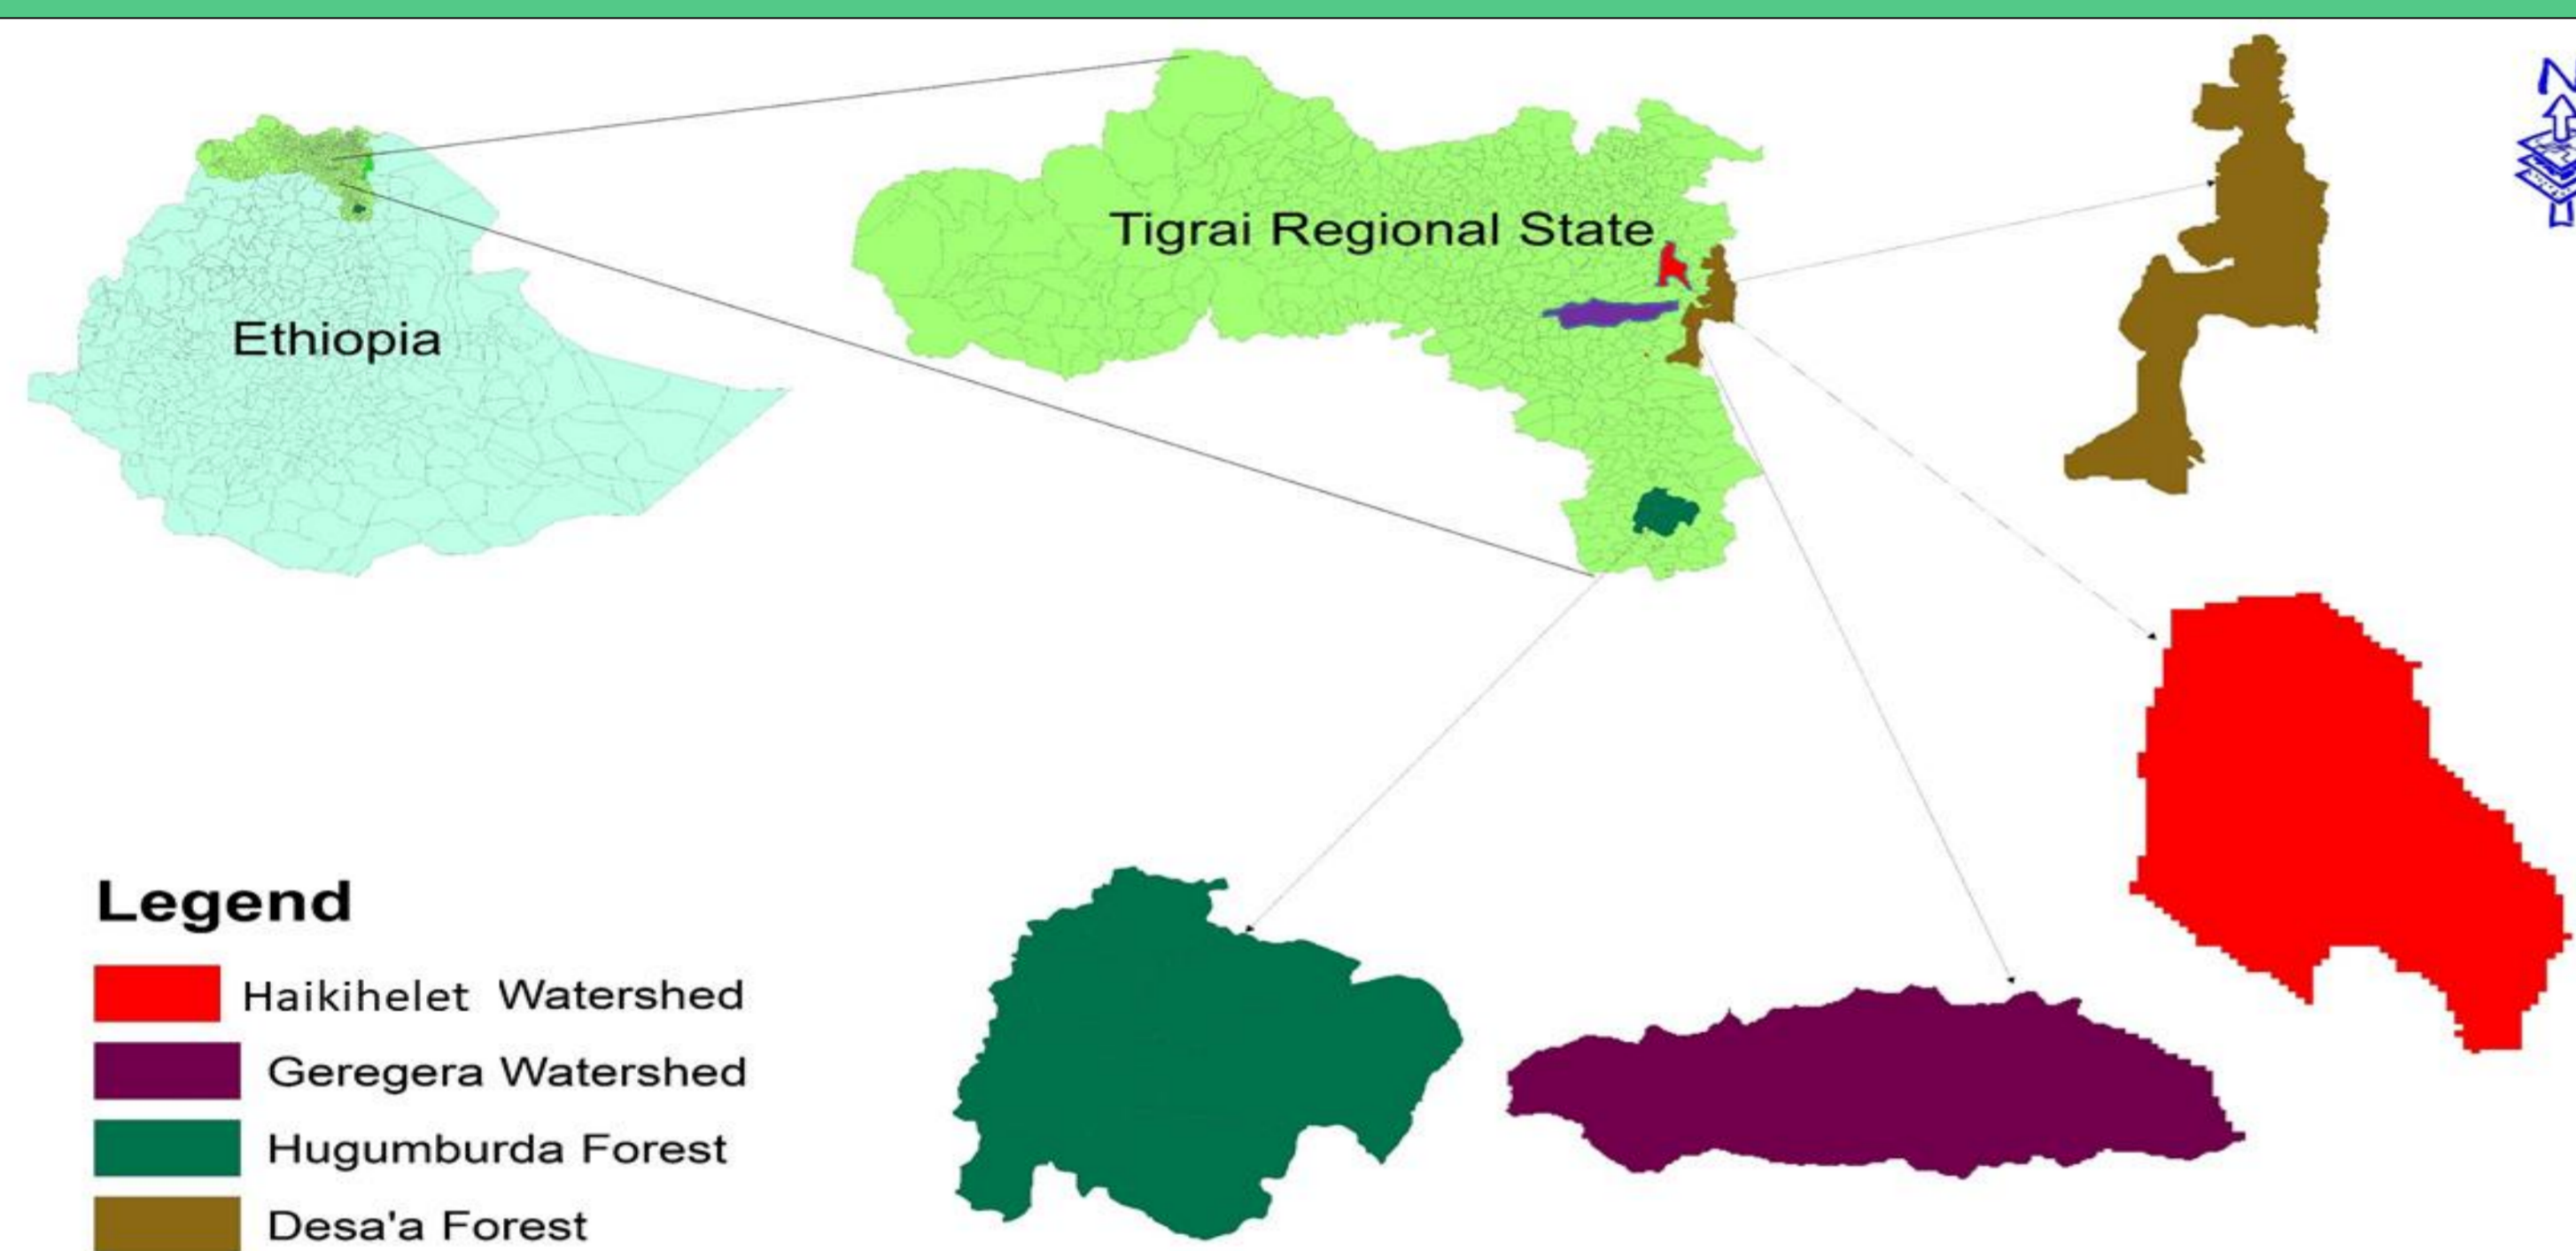 N
Tigrai Regional State
Ethiopia
Legend
Haikihelet Watershed
Geregera Watershed
Hugumburda Forest
Desa'a Forest